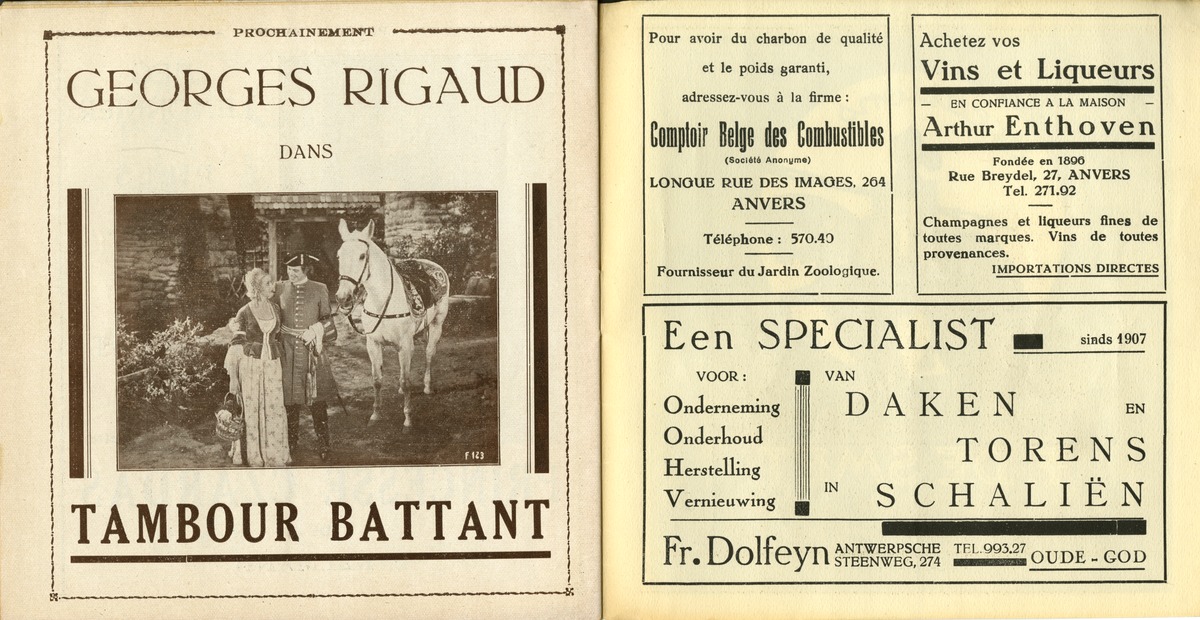 PROCHAINEMENT
GEORGES RIGAUD
DANS
F 123
TAMBOUR BATTANT
Pour avoir du charbon de qualité
et le poids garanti,
adressez-vous à la firme :
Comptoir Belge des Combustibles
(Société Anonyme)
LONGUE RUE DES IMAGES, 264
ANVERS
Téléphone : 570.40
Fournisseur du Jardin Zoologique.
Achetez vos
Vins et Liqueurs
— EN CONFIANCE A LA MAISON —
Arthur Enthoven
Fondée en 1896
Rue Breydel, 27, ANVERS
Tel. 271.92
Champagnes et liqueurs fines de
toutes marques. Vins de toutes
provenances.
IMPORTATIONS DIRECTES
Een SPECIALIST sinds 1907
VOOR :
Onderneming
Onderhoud
Herstelling
Vernieuwing
VAN
DAKEN EN
TORENS
IN SCHALIËN
Fr. Dolfeyn ANTWERPSCHE
STEENWEG, 274
TEL. 993.27
OUDE - GOD